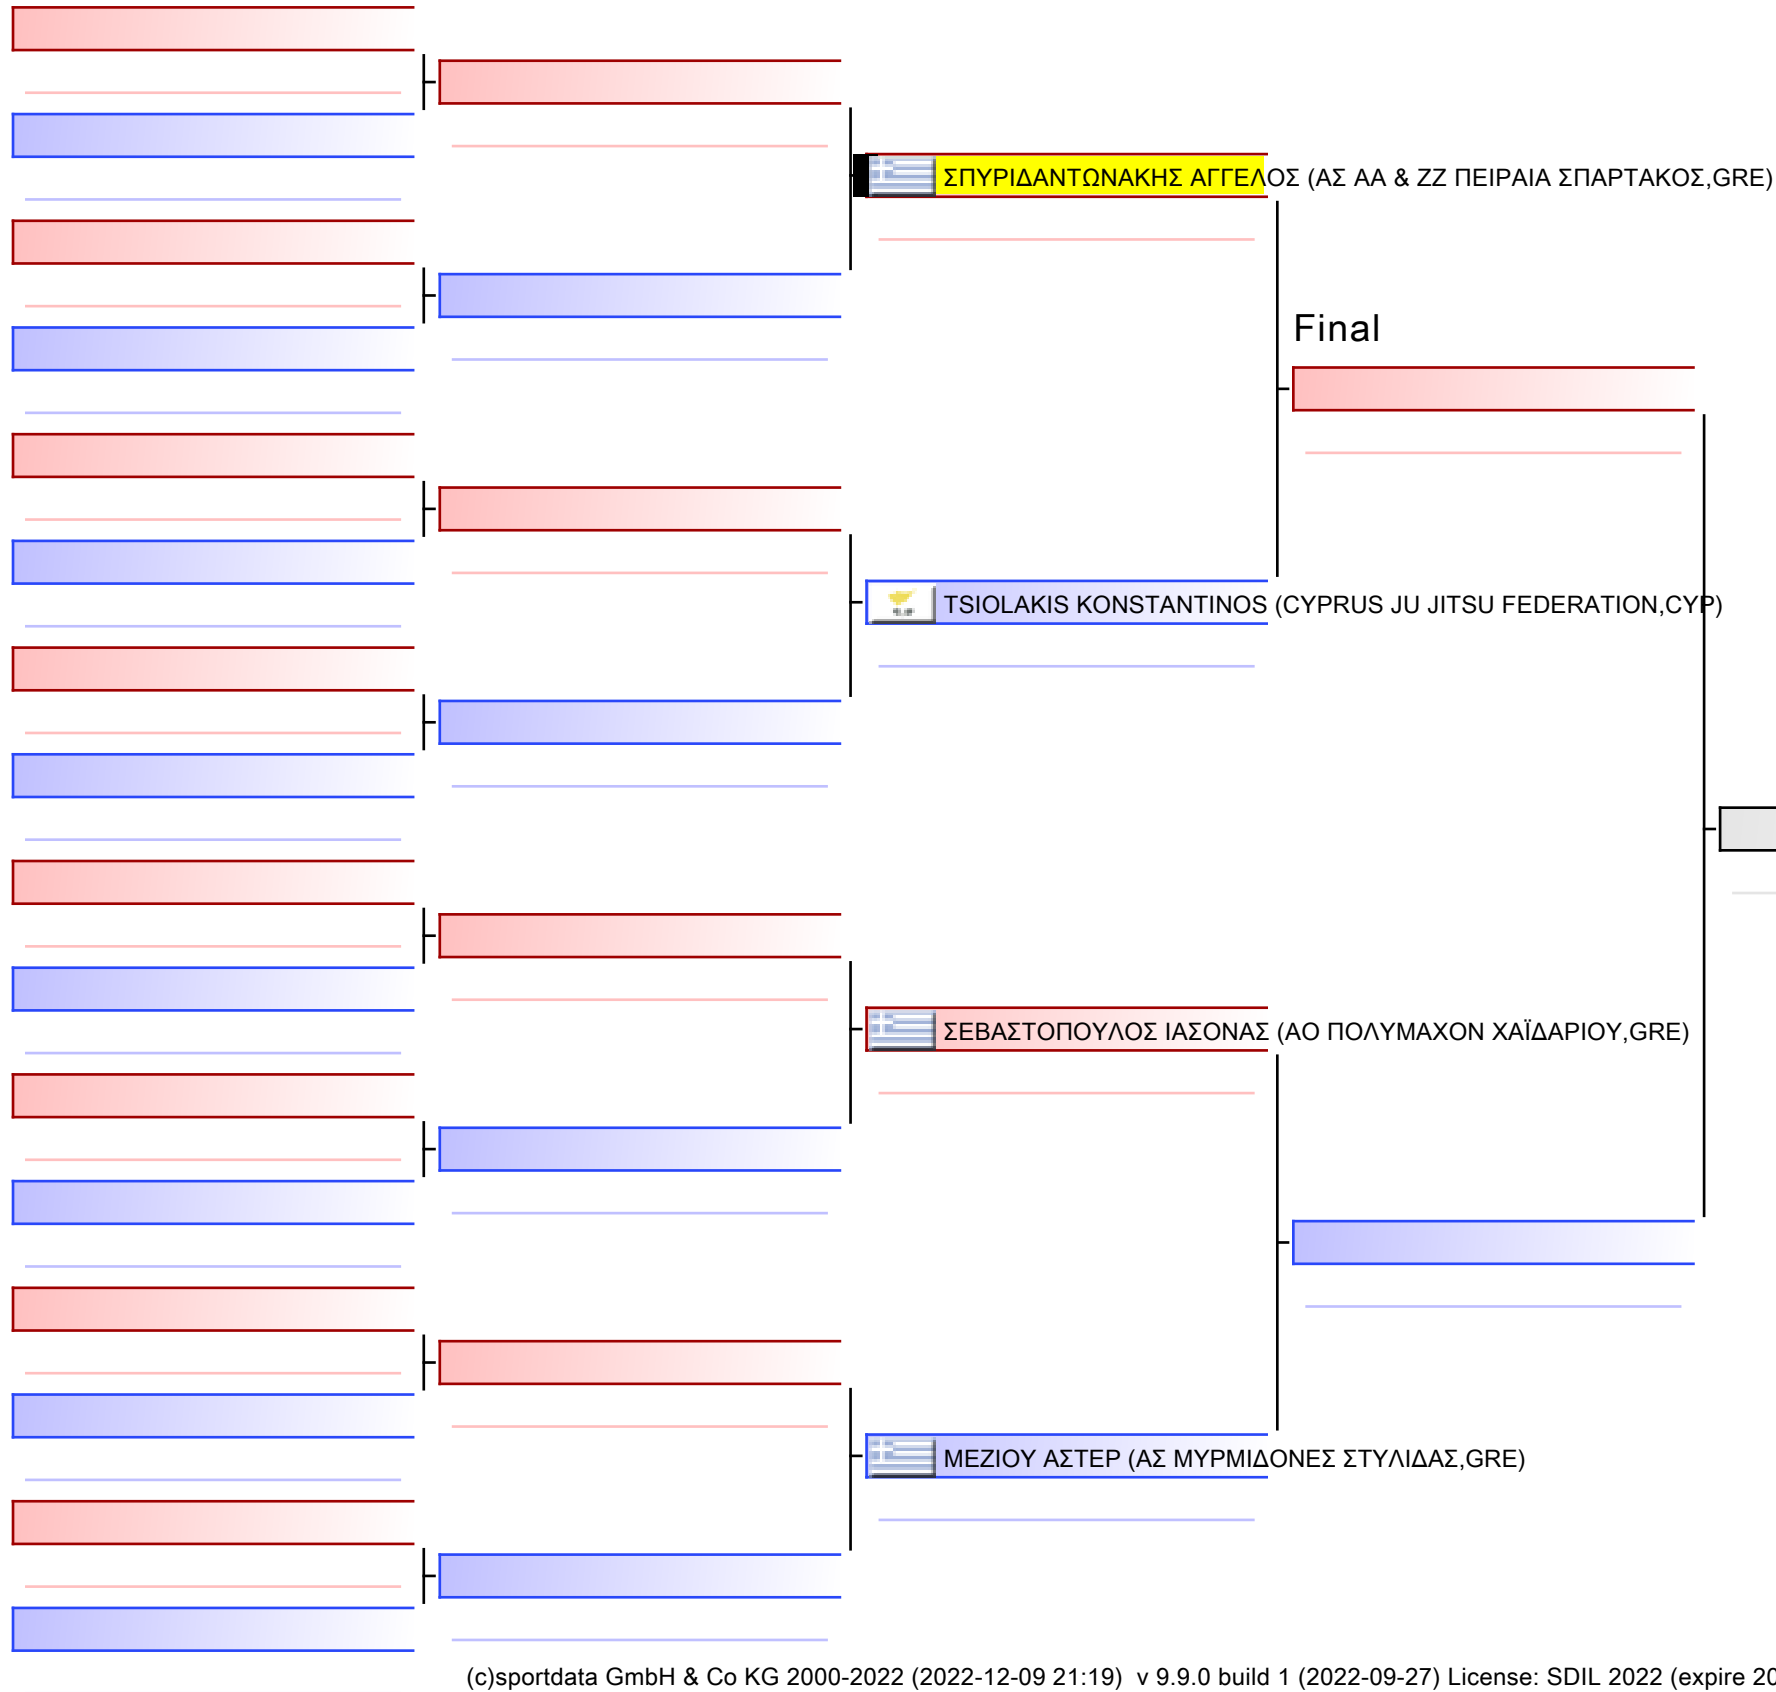 ΣΠΥΡΙΔΑΝΤΩΝΑΚΗΣ ΑΓΓΕΛΟΣ (ΑΣ ΑΑ & ΖΖ ΠΕΙΡΑΙΑ ΣΠΑΡΤΑΚΟΣ,GRE)
Final
TSIOLAKIS KONSTANTINOS (CYPRUS JU JITSU FEDERATION,CYP)
ΣΕΒΑΣΤΟΠΟΥΛΟΣ ΙΑΣΟΝΑΣ (ΑΟ ΠΟΛΥΜΑΧΟΝ ΧΑΪΔΑΡΙΟΥ,GRE)
ΜΕΖΙΟΥ ΑΣΤΕΡ (ΑΣ ΜΥΡΜΙΔΟΝΕΣ ΣΤΥΛΙΔΑΣ,GRE)
(c)sportdata GmbH & Co KG 2000-2022 (2022-12-09 21:19) v 9.9.0 build 1 (2022-09-27) License: SDIL 2022 (expire 20